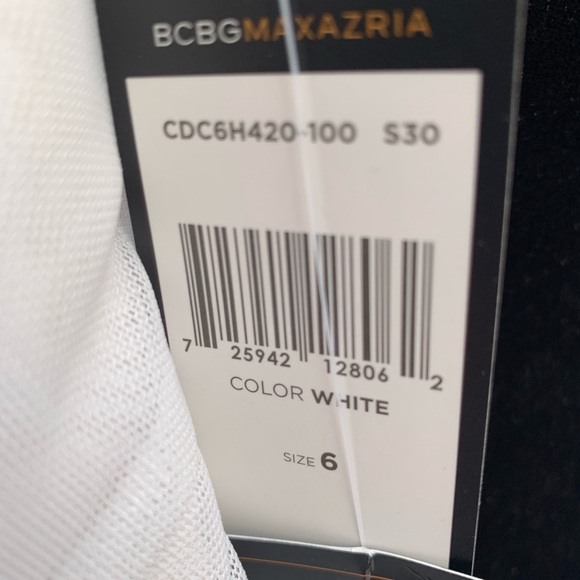 BCBGMAXAZRIA
CDC6H420-100 S30
7 25942 12806 2
COLOR WHITE
SIZE 6